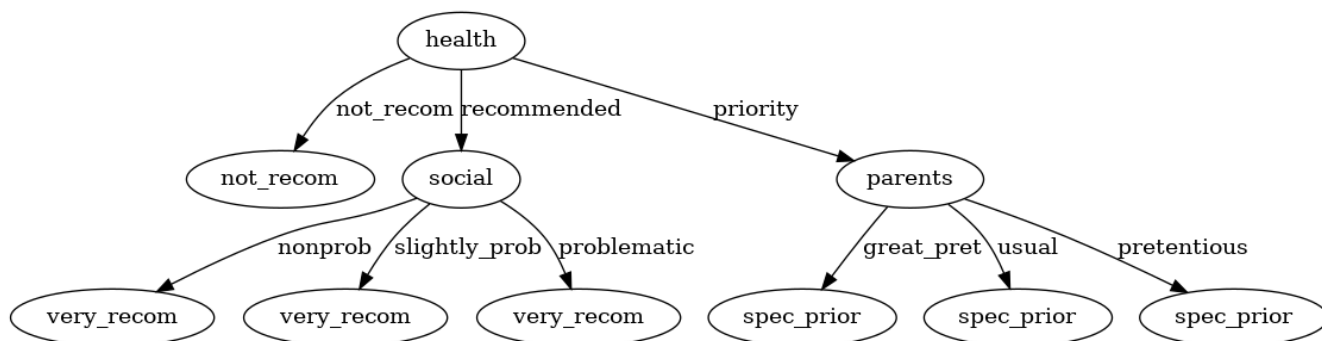 health
not_recom recommended priority
not_recom social parents
nonprob slightly_prob problematic great_pret usual pretentious
very_recom very_recom very_recom spec_prior spec_prior spec_prior